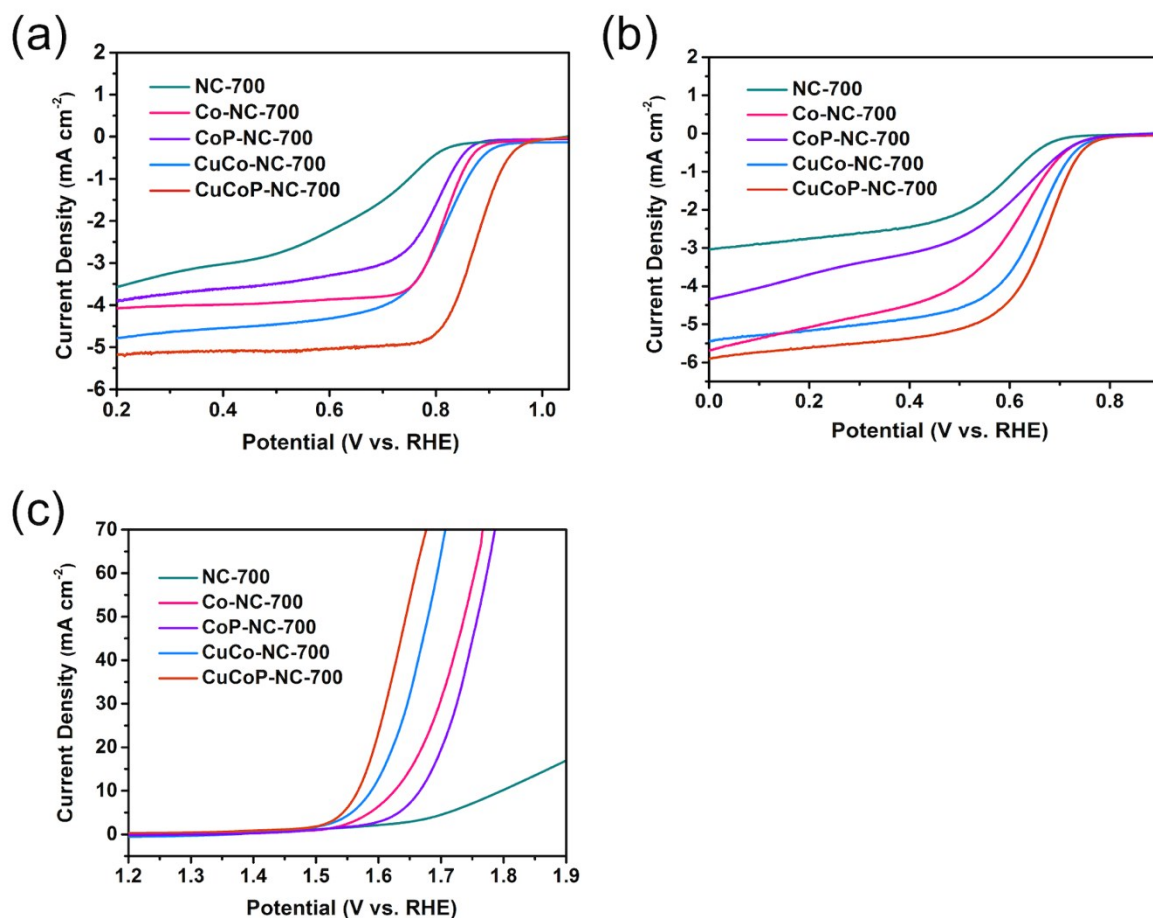 (a)
2
1
0
-1
-2
-3
-4
-5
-6
Current Density (mA cm⁻²)
NC-700
Co-NC-700
CoP-NC-700
CuCo-NC-700
CuCoP-NC-700
0.2 0.4 0.6 0.8 1.0
Potential (V vs. RHE)
(b)
2
1
0
-1
-2
-3
-4
-5
-6
Current Density (mA cm⁻²)
NC-700
Co-NC-700
CoP-NC-700
CuCo-NC-700
CuCoP-NC-700
0.0 0.2 0.4 0.6 0.8
Potential (V vs. RHE)
(c)
70
60
50
40
30
20
10
0
Current Density (mA cm⁻²)
NC-700
Co-NC-700
CoP-NC-700
CuCo-NC-700
CuCoP-NC-700
1.2 1.3 1.4 1.5 1.6 1.7 1.8 1.9
Potential (V vs. RHE)